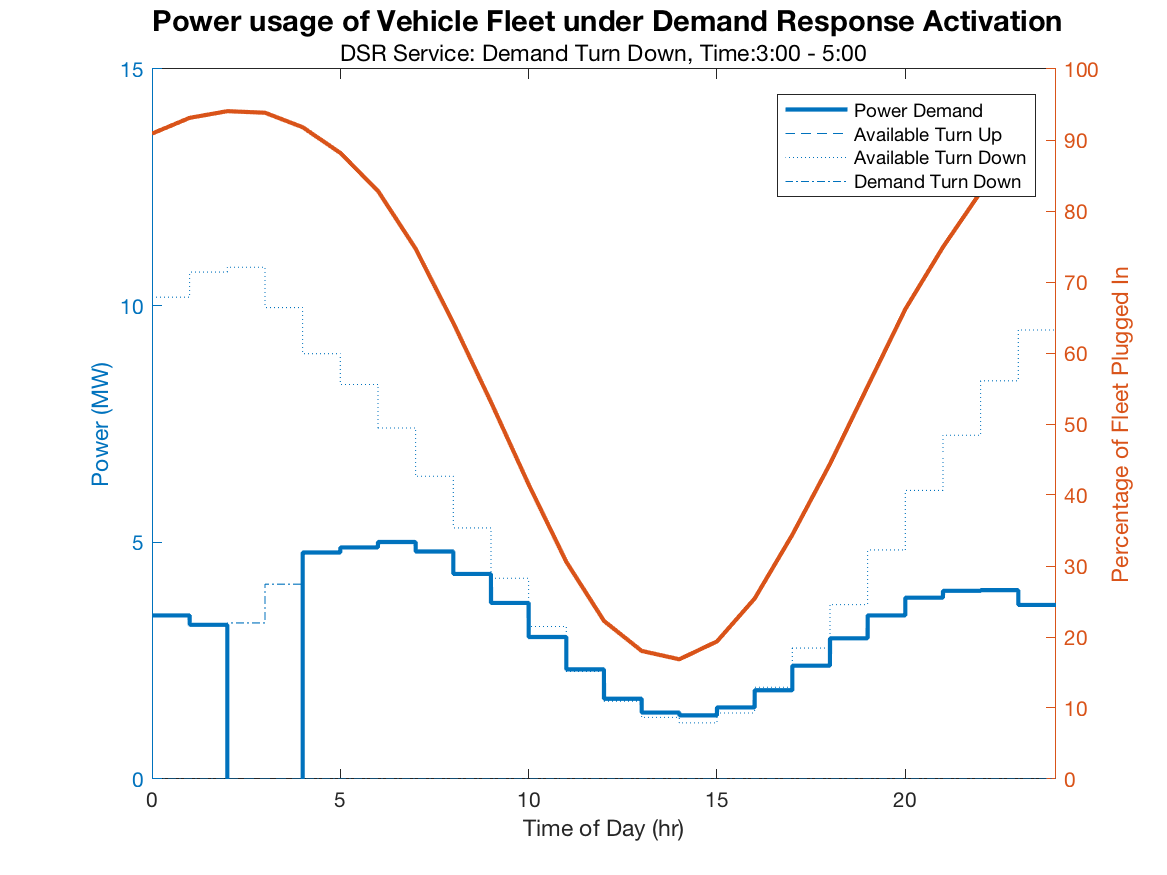 Power usage of Vehicle Fleet under Demand Response Activation
DSR Service: Demand Turn Down, Time:3:00 - 5:00
15
10
5
0
Power (MW)
Power Demand
Available Turn Up
Available Turn Down
Demand Turn Down
100
90
80
70
60
50
40
30
20
10
0
Percentage of Fleet Plugged In
0 5 10 15 20
Time of Day (hr)